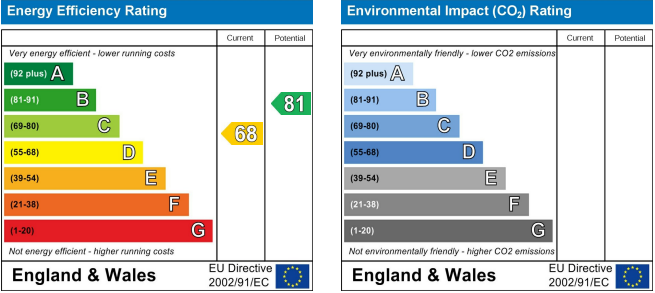 Energy Efficiency Rating
Current Potential
Very energy efficient - lower running costs
(92 plus) A
(81-91) B
81
(69-80) C
68
(55-68) D
(39-54) E
(21-38) F
(1-20) G
Not energy efficient - higher running costs
England & Wales
EU Directive
2002/91/EC
Environmental Impact (CO₂) Rating
Current Potential
Very environmentally friendly - lower CO2 emissions
(92 plus) A
(81-91) B
(69-80) C
(55-68) D
(39-54) E
(21-38) F
(1-20) G
Not environmentally friendly - higher CO2 emissions
England & Wales
EU Directive
2002/91/EC